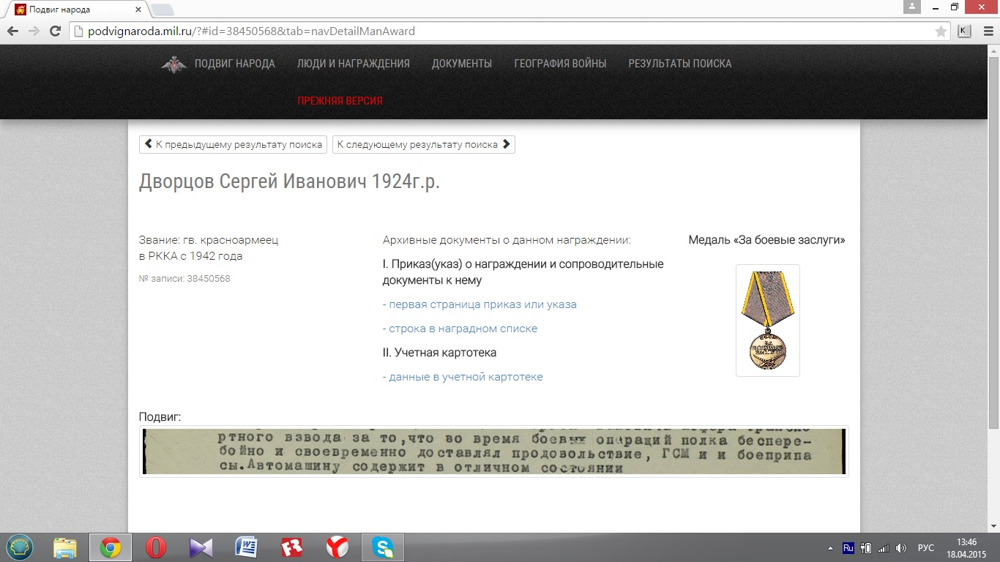 Подвиг народа
podvignaroda.mil.ru/?#id=38450568&tab=navDetailManAward
K
ПОДВИГ НАРОДА ЛЮДИ И НАГРАЖДЕНИЯ ДОКУМЕНТЫ ГЕОГРАФИЯ ВОЙНЫ РЕЗУЛЬТАТЫ ПОИСКА
ПРЕЖНЯЯ ВЕРСИЯ
К предыдущему результату поиска К следующему результату поиска
Дворцов Сергей Иванович 1924г.р.
Звание: гв. красноармеец
в РККА с 1942 года
№ записи: 38450568
Архивные документы о данном награждении:
I. Приказ(указ) о награждении и сопроводительные
документы к нему
- первая страница приказ или указа
- строка в наградном списке
II. Учетная картотека
- данные в учетной картотеке
Медаль «За боевые заслуги»
СССР
ЗА
БОЕВЫЕ
ЗАСЛУГИ
Подвиг:
ртного взвода за то,что во время боевых операций полка беспере-
бойно и своевременно доставлял продовольствие, ГСМ и и боеприпа
сы.Автомашину содержит в отличном состоянии
W
FR
Y
S
Ru
РУС
13:46
18.04.2015